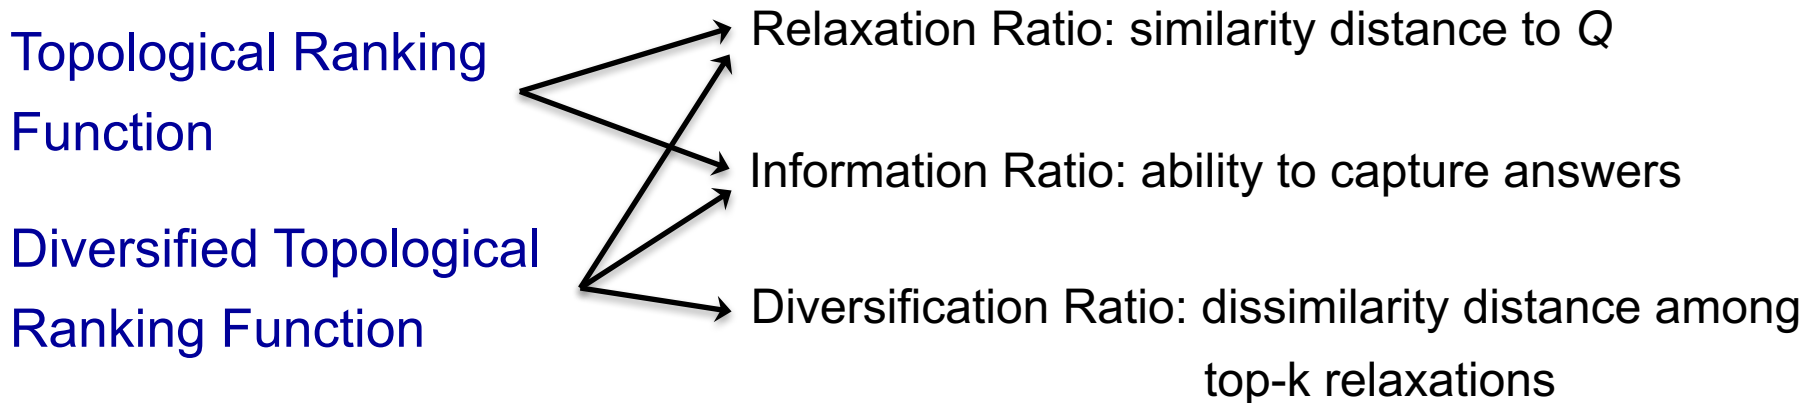 Topological Ranking
Function
Diversified Topological
Ranking Function
Relaxation Ratio: similarity distance to Q
Information Ratio: ability to capture answers
Diversification Ratio: dissimilarity distance among
top-k relaxations